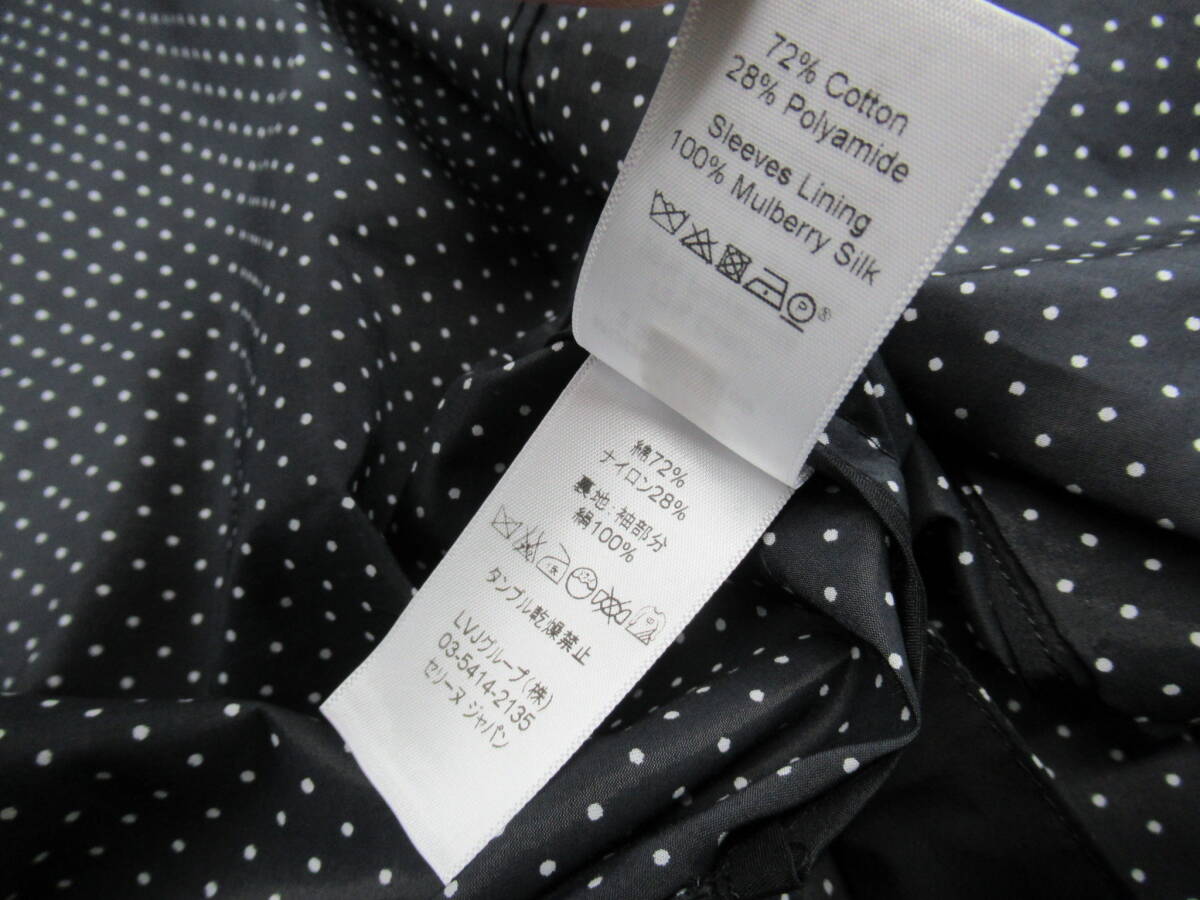 72% Cotton
28% Polyamide
Sleeves Lining
100% Mulberry Silk
P
綿72%
ナイロン28%
裏地:袖部分
絹100%
タンブル乾燥禁止
LVJグループ(株)
03-5414-2135
セリーヌ ジャパン